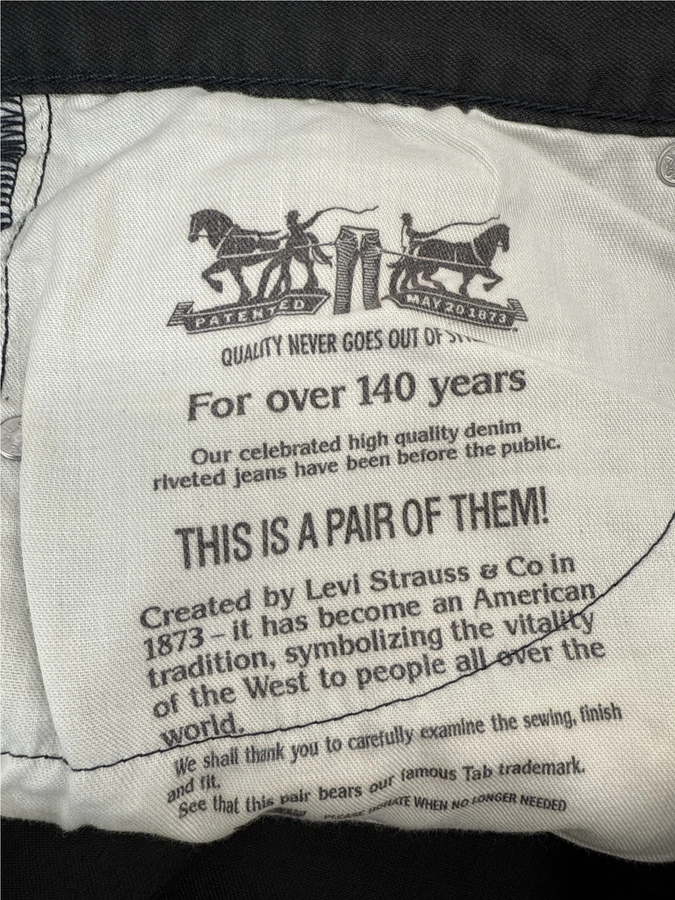 PATENTED
MAY 20 1873
QUALITY NEVER GOES OUT OF
For over 140 years
Our celebrated high quality denim
riveted jeans have been before the public.
THIS IS A PAIR OF THEM!
Created by Levi Strauss & Co in
1873 – it has become an American
tradition, symbolizing the vitality
of the West to people all over the
world.
We shall thank you to carefully examine the sewing, finish
and fit.
See that this pair bears our famous Tab trademark.
PLEASE DONATE WHEN NO LONGER NEEDED